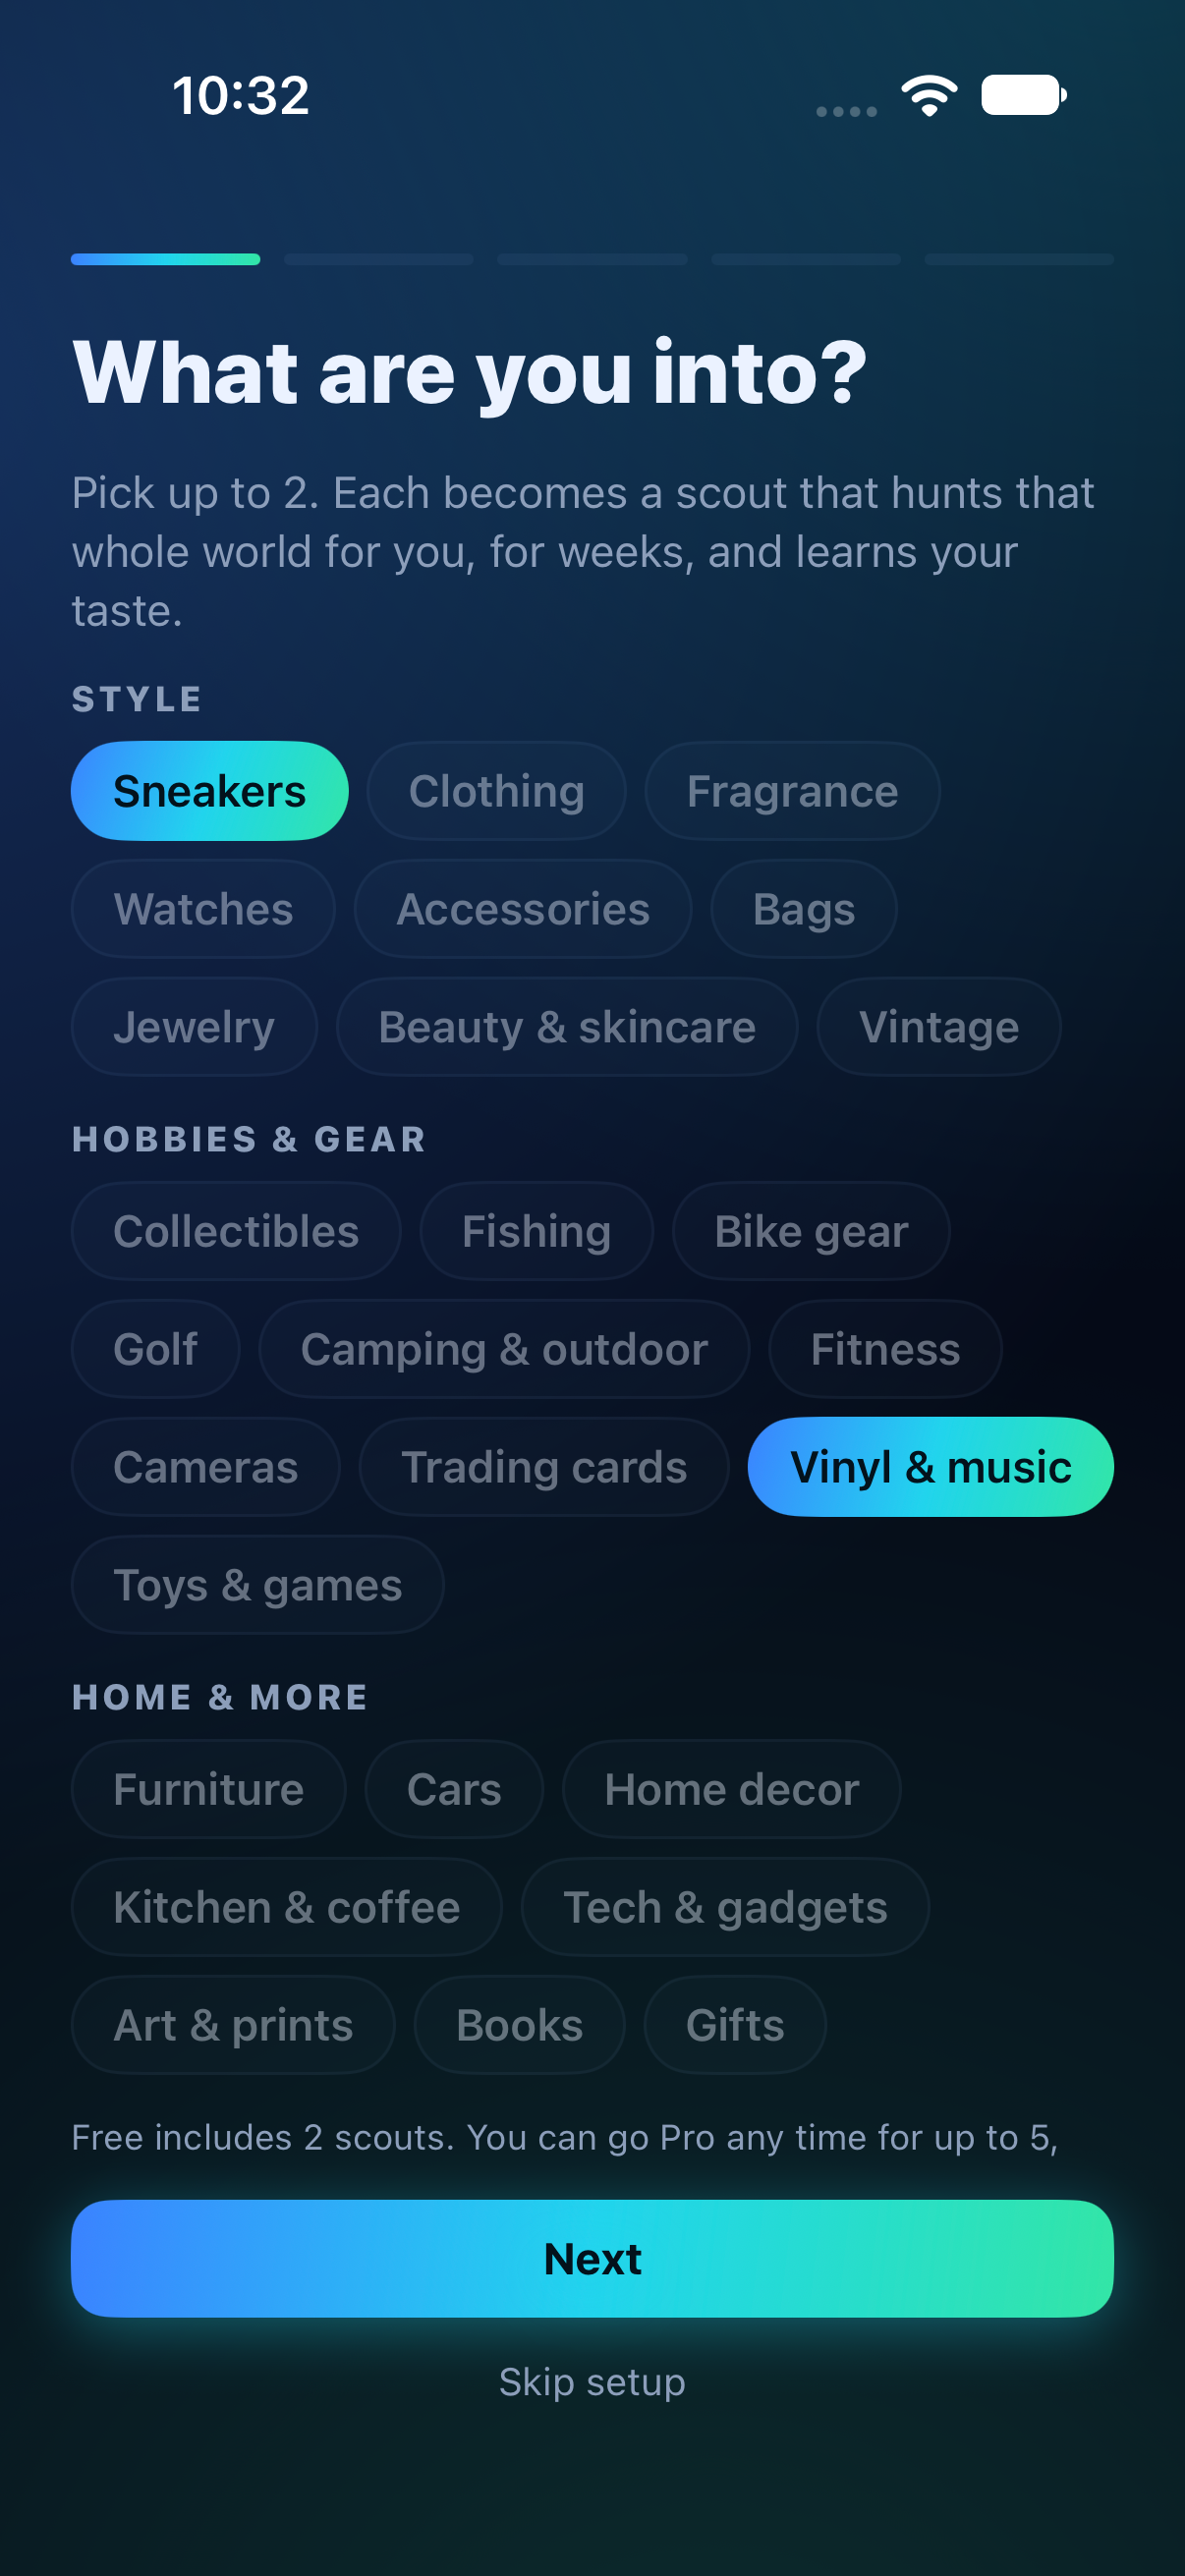 10:32
What are you into?
Pick up to 2. Each becomes a scout that hunts that
whole world for you, for weeks, and learns your
taste.
STYLE
Sneakers Clothing Fragrance
Watches Accessories Bags
Jewelry Beauty & skincare Vintage
HOBBIES & GEAR
Collectibles Fishing Bike gear
Golf Camping & outdoor Fitness
Cameras Trading cards Vinyl & music
Toys & games
HOME & MORE
Furniture Cars Home decor
Kitchen & coffee Tech & gadgets
Art & prints Books Gifts
Free includes 2 scouts. You can go Pro any time for up to 5,
Next
Skip setup